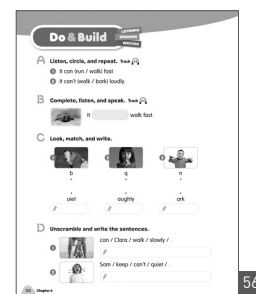 Do & Build
LISTENING
SPEAKING
WRITING
A Listen, circle, and repeat. Track
1 It can (run / walk) fast.
2 It can't (walk / bark) loudly.
B Complete, listen, and speak. Track
It walk fast.
C Look, match, and write.
1 2 3
b q n
uiet aughty ark
D Unscramble and write the sentences.
1 can / Clara / walk / slowly / .
2 Sam / keep / can't / quiet / .
56 Chapter 6
56